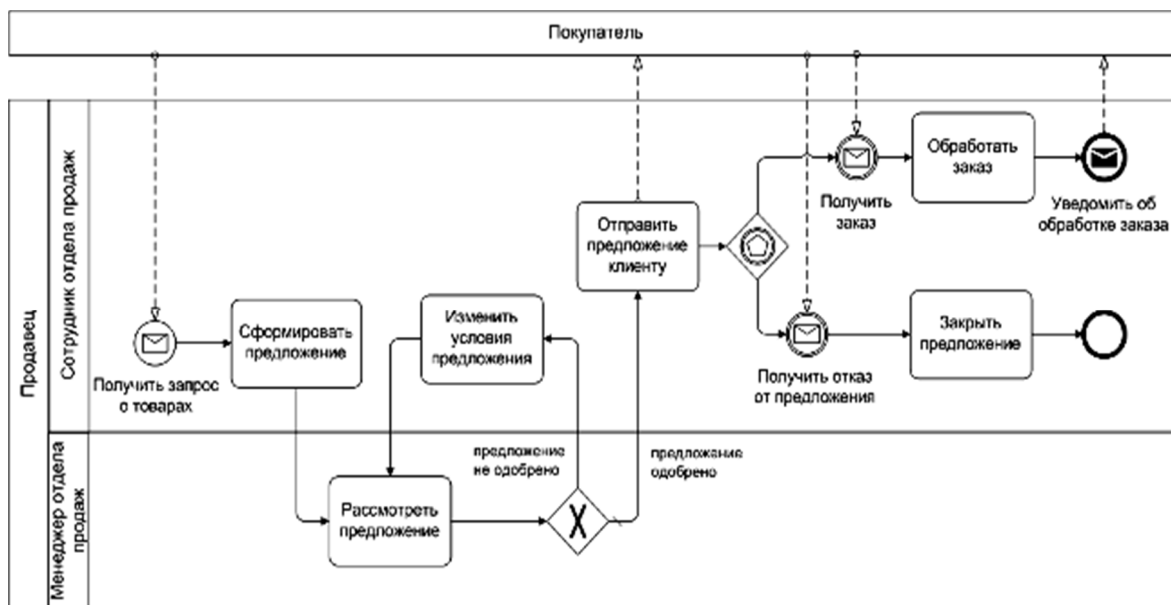 Покупатель
Продавец
Сотрудник отдела продаж
Получить запрос
о товарах
Сформировать
предложение
Изменить
условия
предложения
Отправить
предложение
клиенту
Получить
заказ
Обработать
заказ
Уведомить об
обработке заказа
Получить отказ
от предложения
Закрыть
предложение
Менеджер отдела
продаж
Рассмотреть
предложение
предложение
не одобрено
предложение
одобрено